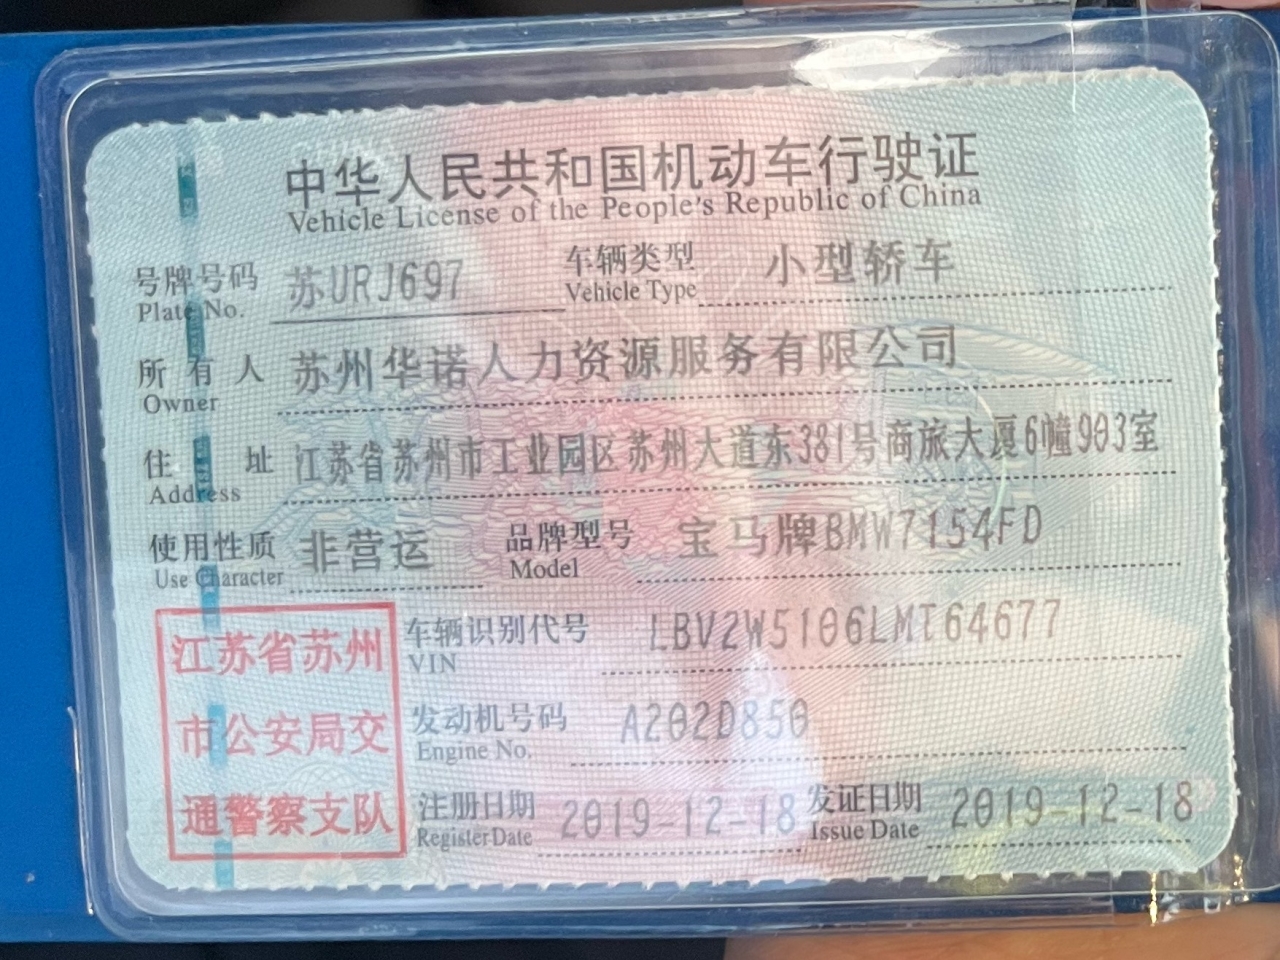 中华人民共和国机动车行驶证
Vehicle License of the People's Republic of China
号牌号码 苏URJ697 车辆类型 小型轿车
Plate No. Vehicle Type
所有人 苏州华诺人力资源服务有限公司
Owner
住址 江苏省苏州市工业园区苏州大道东381号商旅大厦6幢903室
Address
使用性质 非营运 品牌型号 宝马牌BMW7154FD
Use Character Model
江苏省苏州
市公安局交
通警察支队
车辆识别代号 LBV2W5106LMT64677
VIN
发动机号码 A202D850
Engine No.
注册日期 2019-12-18 发证日期 2019-12-18
Register Date Issue Date